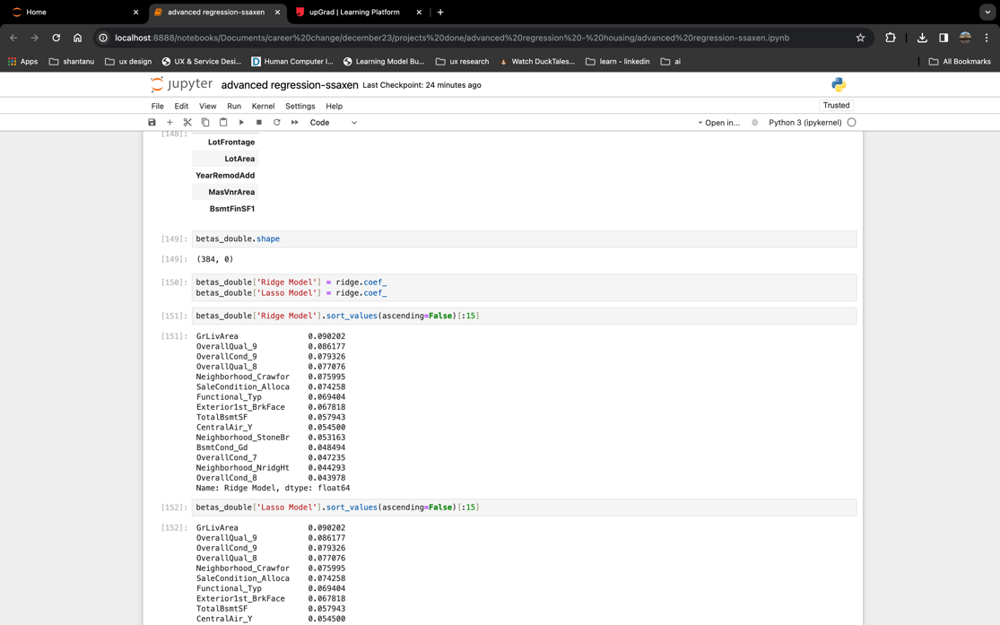 Home
advanced regression-ssaxen
upGrad | Learning Platform
localhost:8888/notebooks/Documents/career%20change/december23/projects%20done/advanced%20regression%20-%20housing/advanced%20regression-ssaxen.ipynb
Apps shantanu ux design UX & Service Desi... Human Computer I... Learning Model Bu... ux research Watch DuckTales... learn - linkedin ai All Bookmarks
jupyter advanced regression-ssaxen Last Checkpoint: 24 minutes ago
File Edit View Run Kernel Settings Help Trusted
Code Open in... Python 3 (ipykernel)
[148]:
LotFrontage
LotArea
YearRemodAdd
MasVnrArea
BsmtFinSF1
[149]: betas_double.shape
[149]: (384, 0)
[150]: betas_double['Ridge Model'] = ridge.coef_
betas_double['Lasso Model'] = ridge.coef_
[151]: betas_double['Ridge Model'].sort_values(ascending=False)[:15]
[151]: GrLivArea 0.090202
OverallQual_9 0.086177
OverallCond_9 0.079326
OverallQual_8 0.077076
Neighborhood_Crawfor 0.075995
SaleCondition_Alloca 0.074258
Functional_Typ 0.069404
Exterior1st_BrkFace 0.067818
TotalBsmtSF 0.057943
CentralAir_Y 0.054500
Neighborhood_StoneBr 0.053163
BsmtCond_Gd 0.048494
OverallCond_7 0.047235
Neighborhood_NridgHt 0.044293
OverallCond_8 0.043978
Name: Ridge Model, dtype: float64
[152]: betas_double['Lasso Model'].sort_values(ascending=False)[:15]
[152]: GrLivArea 0.090202
OverallQual_9 0.086177
OverallCond_9 0.079326
OverallQual_8 0.077076
Neighborhood_Crawfor 0.075995
SaleCondition_Alloca 0.074258
Functional_Typ 0.069404
Exterior1st_BrkFace 0.067818
TotalBsmtSF 0.057943
CentralAir_Y 0.054500